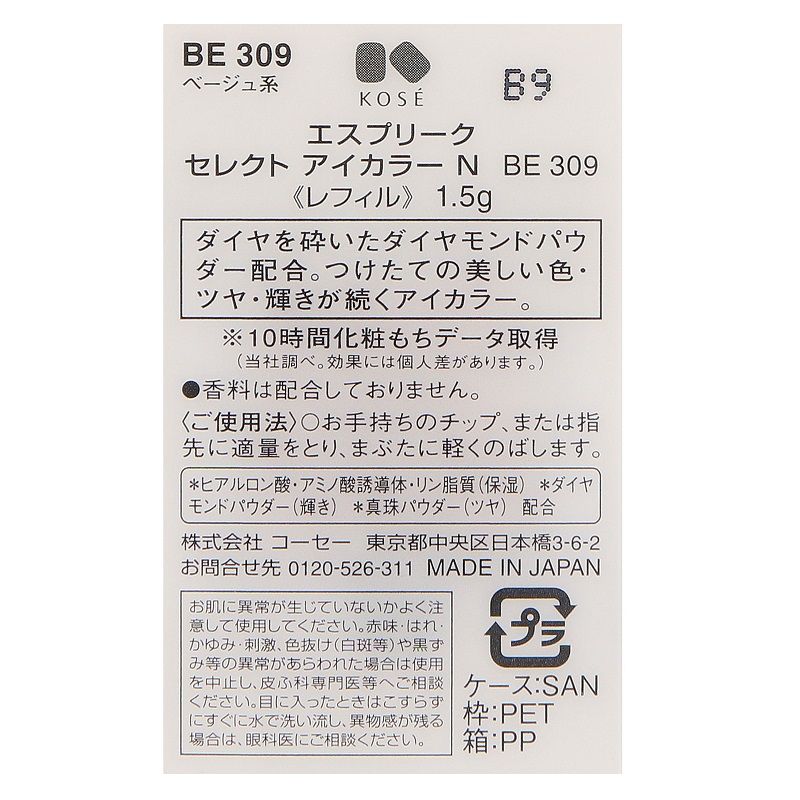 BE 309
ベージュ系
KOSÉ
B9
エスプリーク
セレクト アイカラー N BE 309
《レフィル》 1.5g
ダイヤを砕いたダイヤモンドパウ
ダー配合。つけたての美しい色・
ツヤ・輝きが続くアイカラー。
※10時間化粧もちデータ取得
(当社調べ。効果には個人差があります。)
●香料は配合しておりません。
〈ご使用法〉○お手持ちのチップ、または指
先に適量をとり、まぶたに軽くのばします。
*ヒアルロン酸・アミノ酸誘導体・リン脂質(保湿) *ダイヤ
モンドパウダー(輝き) *真珠パウダー(ツヤ) 配合
株式会社 コーセー 東京都中央区日本橋3-6-2
お問合せ先 0120-526-311 MADE IN JAPAN
お肌に異常が生じていないかよく注
意して使用してください。赤味・はれ・
かゆみ・刺激、色抜け(白斑等)や黒ず
み等の異常があらわれた場合は使用
を中止し、皮ふ科専門医等へご相談
ください。目に入ったときはこすらず
にすぐに水で洗い流し、異物感が残る
場合は、眼科医にご相談ください。
プラ
ケース:SAN
枠:PET
箱:PP